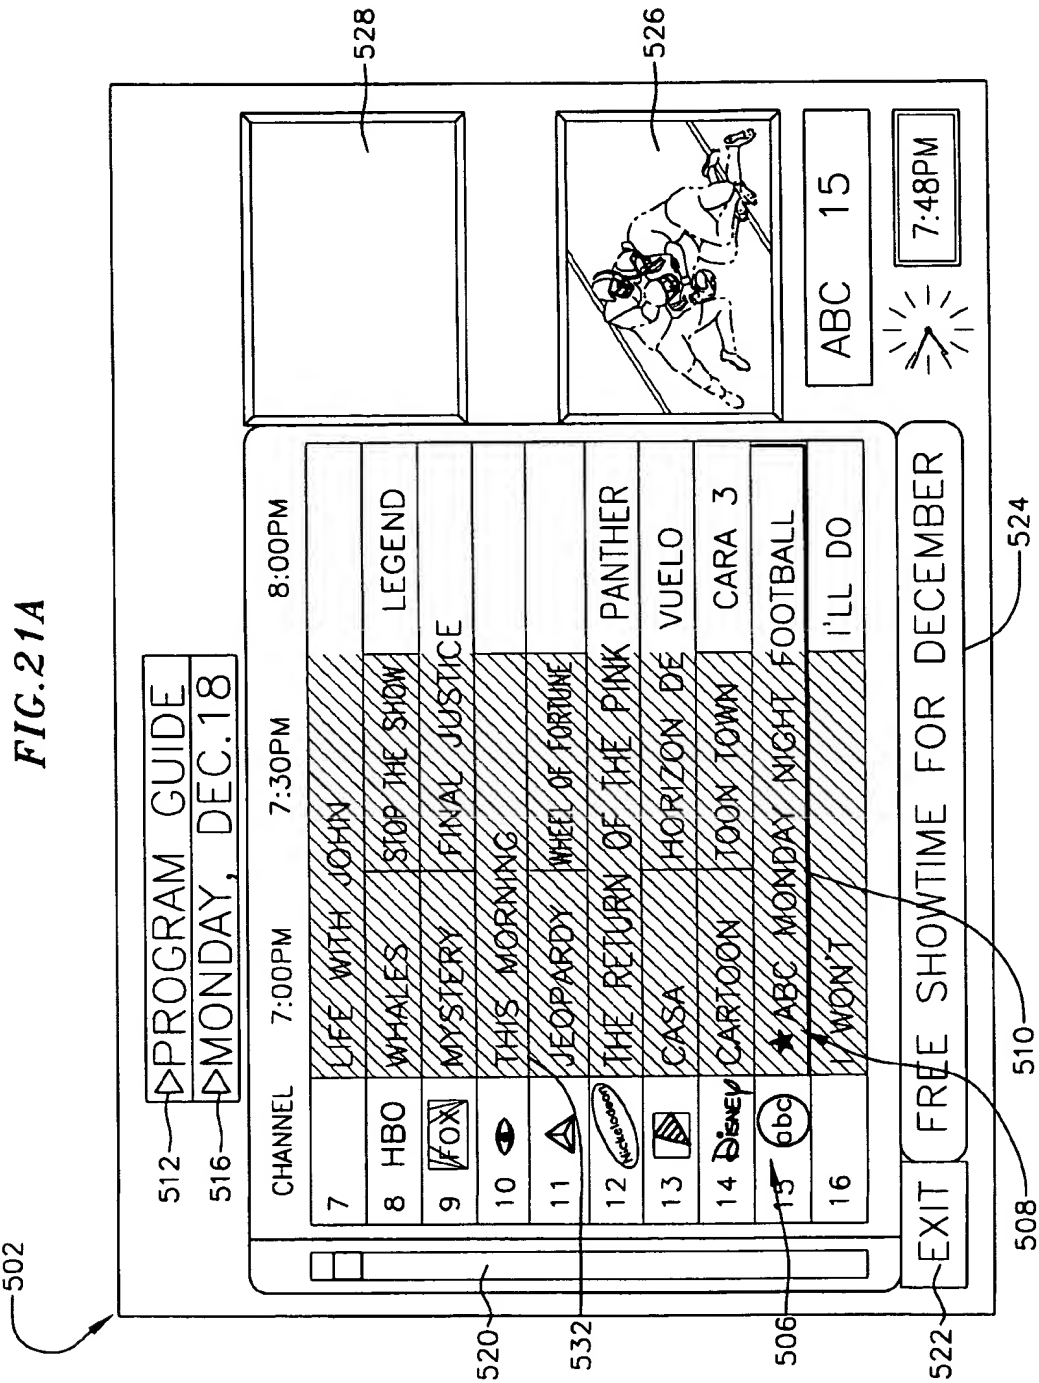 FIG.21A
502
512
▷PROGRAM GUIDE
516
▷MONDAY, DEC.18
528
CHANNEL 7:00PM 7:30PM 8:00PM
7 LIFE WITH JOHN
8 HBO WHALES STOP THE SHOW LEGEND
9 FOX MYSTERY FINAL JUSTICE
10 THIS MORNING
11 JEOPARDY WHEEL OF FORTUNE
12 Nickelodeon THE RETURN OF THE PINK PANTHER
13 CASA HORIZON DE VUELO
14 DISNEY CARTOON TOON TOWN CARA 3
15 abc ★ABC MONDAY NIGHT FOOTBALL
16 I WON'T I'LL DO
526
ABC 15
7:48PM
EXIT
FREE SHOWTIME FOR DECEMBER
520
532
506
522
508
510
524